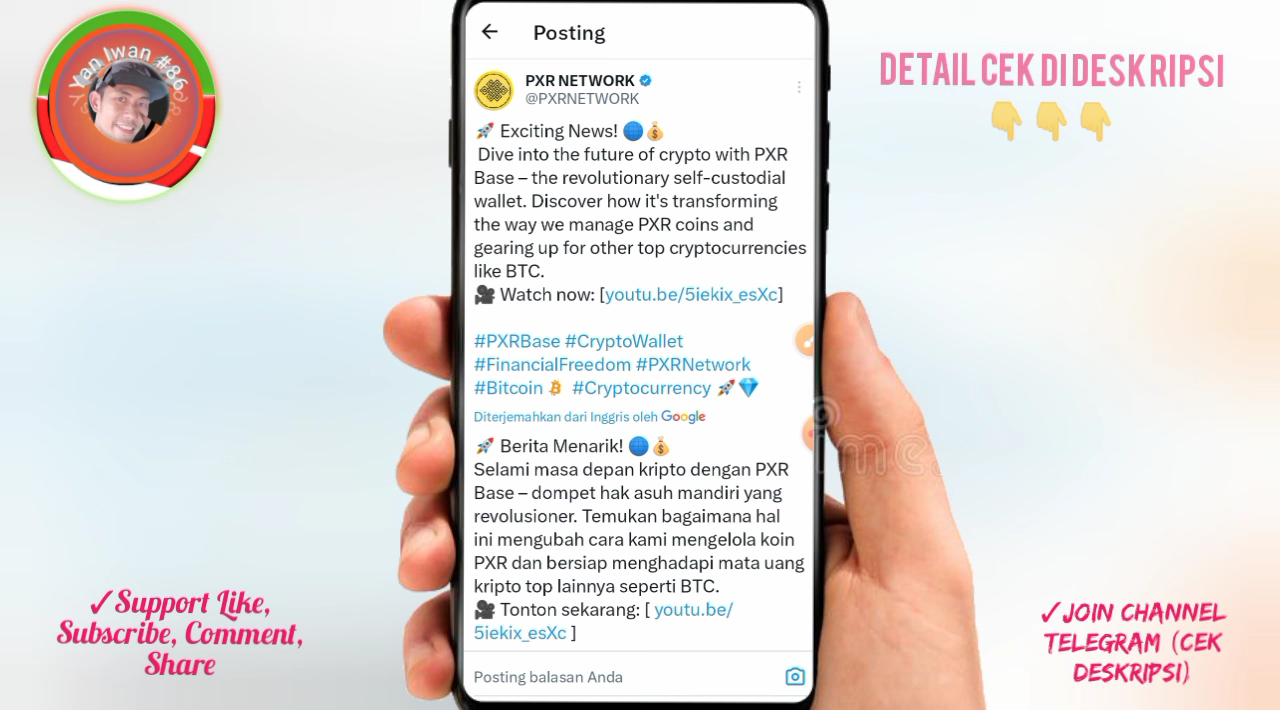 Yan Iwan #86
DETAIL CEK DI DESKRIPSI
👇👇👇
Posting
PXR NETWORK
@PXRNETWORK
🚀 Exciting News! 🌐💰
Dive into the future of crypto with PXR
Base – the revolutionary self-custodial
wallet. Discover how it's transforming
the way we manage PXR coins and
gearing up for other top cryptocurrencies
like BTC.
🎥 Watch now: [youtu.be/5iekix_esXc]
#PXRBase #CryptoWallet
#FinancialFreedom #PXRNetwork
#Bitcoin #Cryptocurrency 🚀💎
Diterjemahkan dari Inggris oleh Google
🚀 Berita Menarik! 🌐💰
Selami masa depan kripto dengan PXR
Base – dompet hak asuh mandiri yang
revolusioner. Temukan bagaimana hal
ini mengubah cara kami mengelola koin
PXR dan bersiap menghadapi mata uang
kripto top lainnya seperti BTC.
🎥 Tonton sekarang: [ youtu.be/
5iekix_esXc ]
Posting balasan Anda
✓Support Like,
Subscribe, Comment,
Share
✓JOIN CHANNEL
TELEGRAM (CEK
DESKRIPSI)